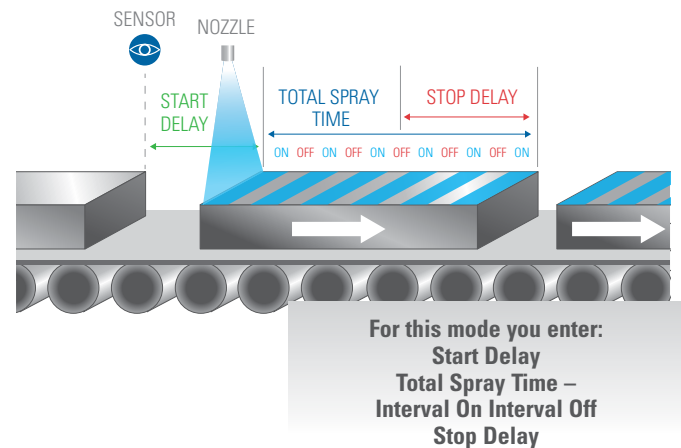 SENSOR
NOZZLE
START
DELAY
TOTAL SPRAY
TIME
STOP DELAY
ON OFF ON OFF ON OFF ON OFF ON OFF ON
For this mode you enter:
Start Delay
Total Spray Time –
Interval On Interval Off
Stop Delay